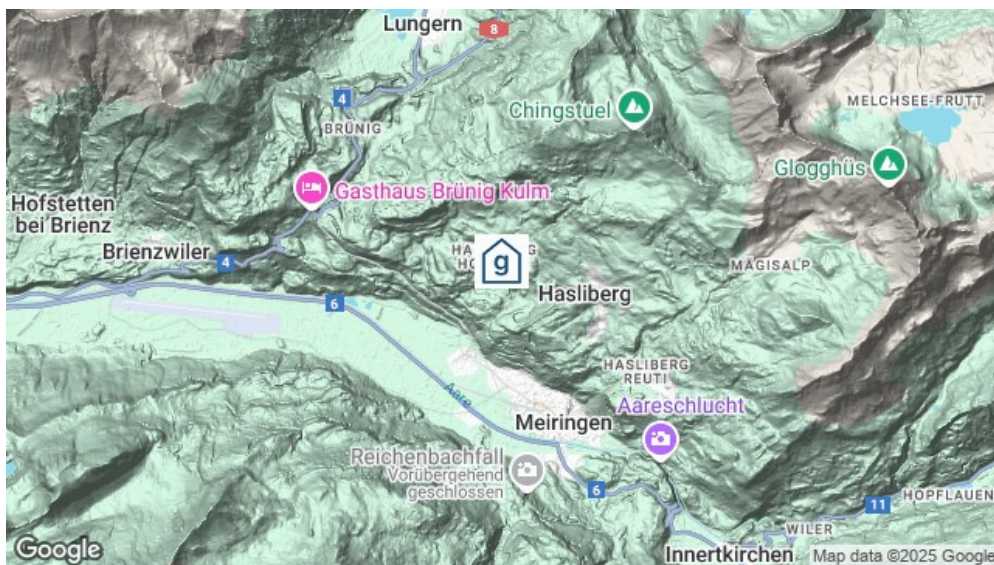 Lungern
8
4
Chingstuel
MELCHSEE-FRUTT
BRÜNIG
Glogghüs
Gasthaus Brünig Kulm
Hofstetten
bei Brienz
Brienzwiler
4
g
Hasliberg
MÄGISALP
6
HASLIBERG
REUTI
Aareschlucht
Aare
Meiringen
Reichenbachfall
Vorübergehend
geschlossen
6
11
HOPFLAUEN
WILER
Innertkirchen
Google
Map data ©2025 Google